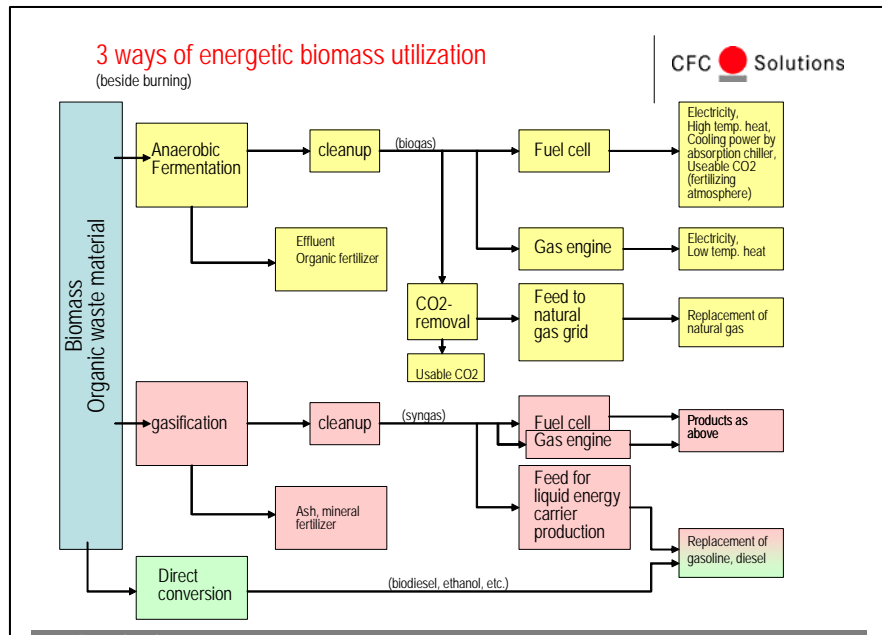 3 ways of energetic biomass utilization
(beside burning)
CFC Solutions
Biomass
Organic waste material
Anaerobic
Fermentation
cleanup
(biogas)
Fuel cell
Electricity,
High temp. heat,
Cooling power by
absorption chiller,
Useable CO2
(fertilizing
atmosphere)
Effluent
Organic fertilizer
Gas engine
Electricity,
Low temp. heat
CO2-
removal
Feed to
natural
gas grid
Replacement of
natural gas
Usable CO2
gasification
cleanup
(syngas)
Fuel cell
Gas engine
Products as
above
Ash, mineral
fertilizer
Feed for
liquid energy
carrier
production
Replacement of
gasoline, diesel
Direct
conversion
(biodiesel, ethanol, etc.)